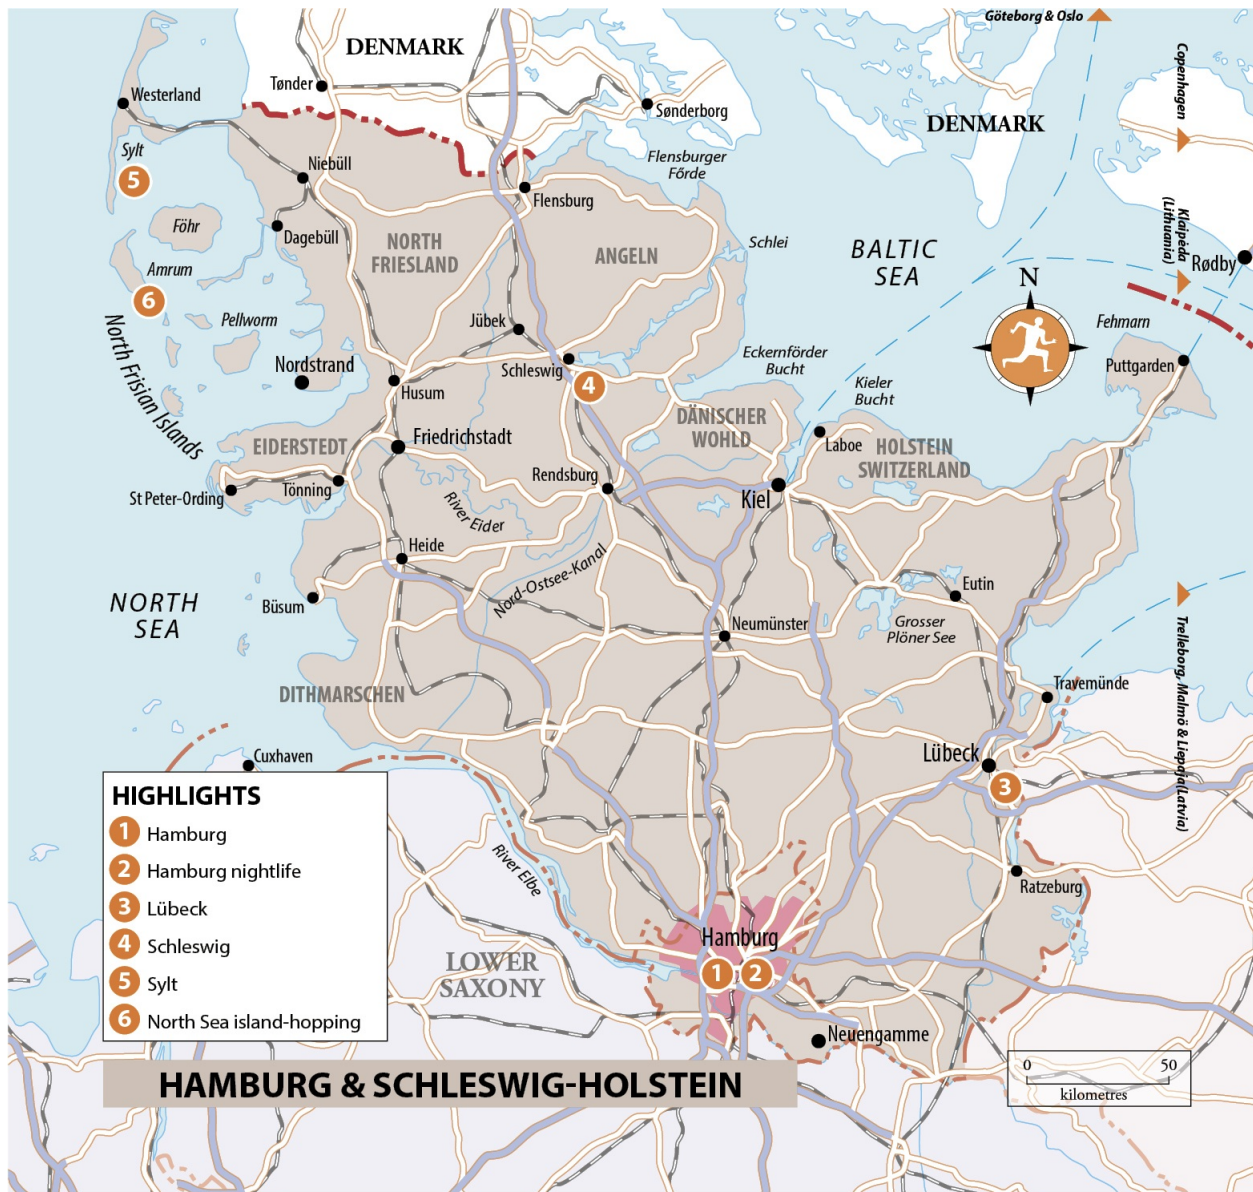 Göteborg & Oslo
DENMARK
Tønder
Westerland
Sønderborg
Copenhagen
DENMARK
Sylt
5
Niebüll
Flensburger
Förde
Flensburg
Klaipėda
(Lithuania)
Föhr
Dagebüll
NORTH
FRIESLAND
ANGELN
Schlei
BALTIC
SEA
Rødby
Amrum
6
N
Pellworm
Jübek
Fehmarn
North Frisian Islands
Nordstrand
Schleswig
4
Eckernförder
Bucht
Puttgarden
Husum
Kieler
Bucht
DÄNISCHER
WOHLD
EIDERSTEDT
Friedrichstadt
Laboe
HOLSTEIN
SWITZERLAND
St Peter-Ording
Tönning
Rendsburg
Kiel
River Eider
Heide
Nord-Ostsee-Kanal
Büsum
Eutin
NORTH
SEA
Neumünster
Grosser
Plöner See
Trelleborg, Malmö & Liepaja(Latvia)
DITHMARSCHEN
Travemünde
Cuxhaven
Lübeck
3
HIGHLIGHTS
1 Hamburg
2 Hamburg nightlife
3 Lübeck
4 Schleswig
5 Sylt
6 North Sea island-hopping
River Elbe
Ratzeburg
LOWER
SAXONY
Hamburg
1 2
Neuengamme
0 50
kilometres
HAMBURG & SCHLESWIG-HOLSTEIN